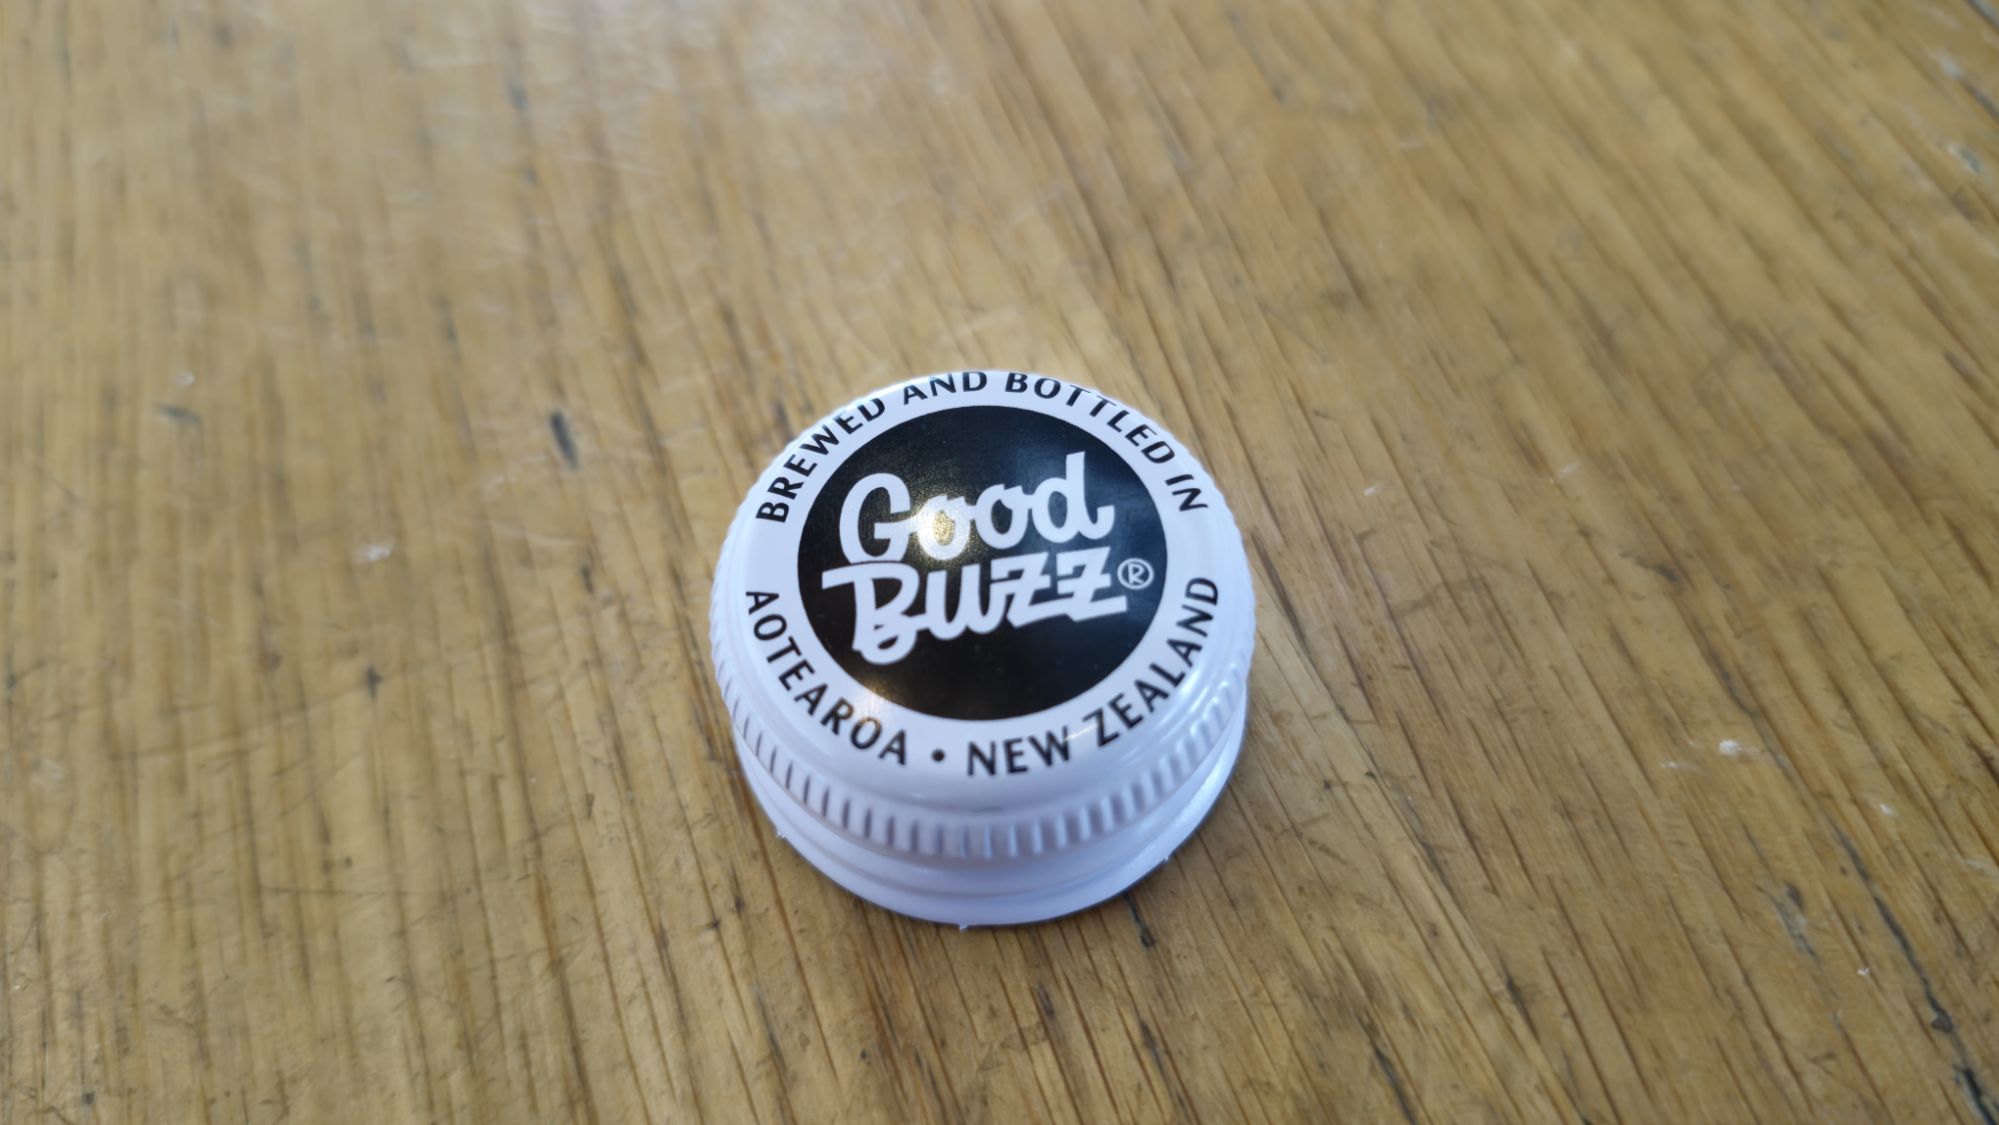 BREWED AND BOTTLED IN
Good
Buzz®
AOTEAROA • NEW ZEALAND